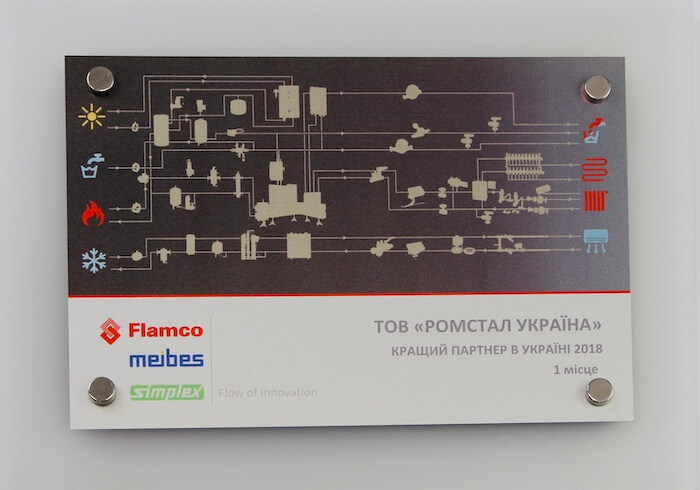 Flamco
meibes
simplex
Flow of Innovation
ТОВ «РОМСТАЛ УКРАЇНА»
КРАЩИЙ ПАРТНЕР В УКРАЇНІ 2018
1 місце